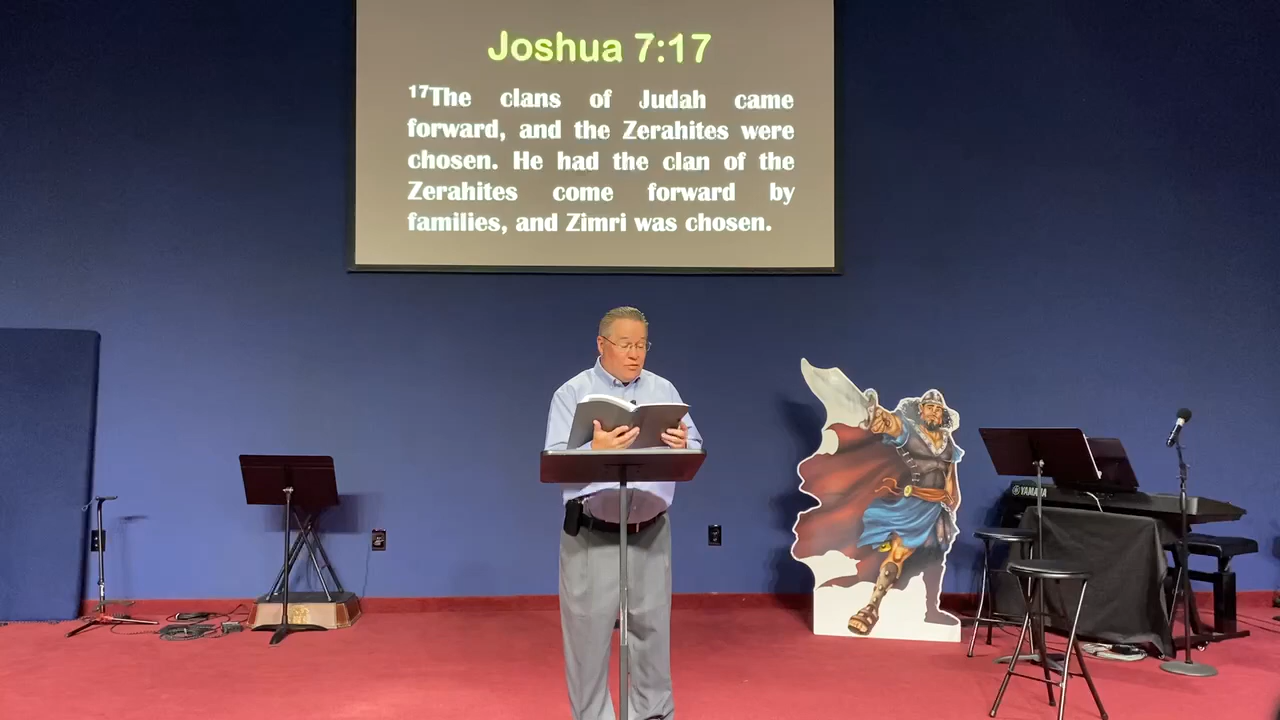 Joshua 7:17
17The clans of Judah came
forward, and the Zerahites were
chosen. He had the clan of the
Zerahites come forward by
families, and Zimri was chosen.
YAMAHA